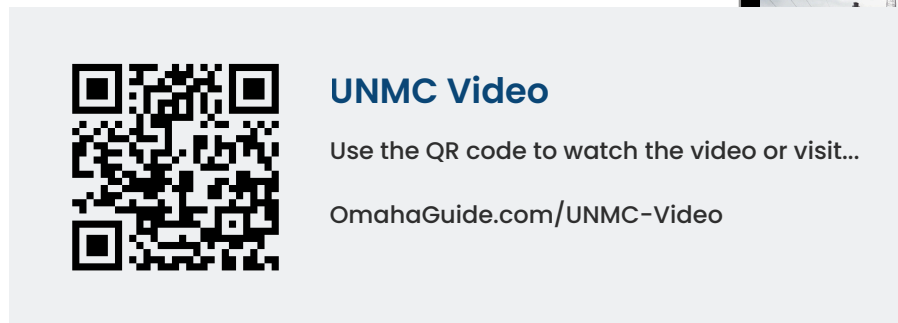 UNMC Video
Use the QR code to watch the video or visit...
OmahaGuide.com/UNMC-Video